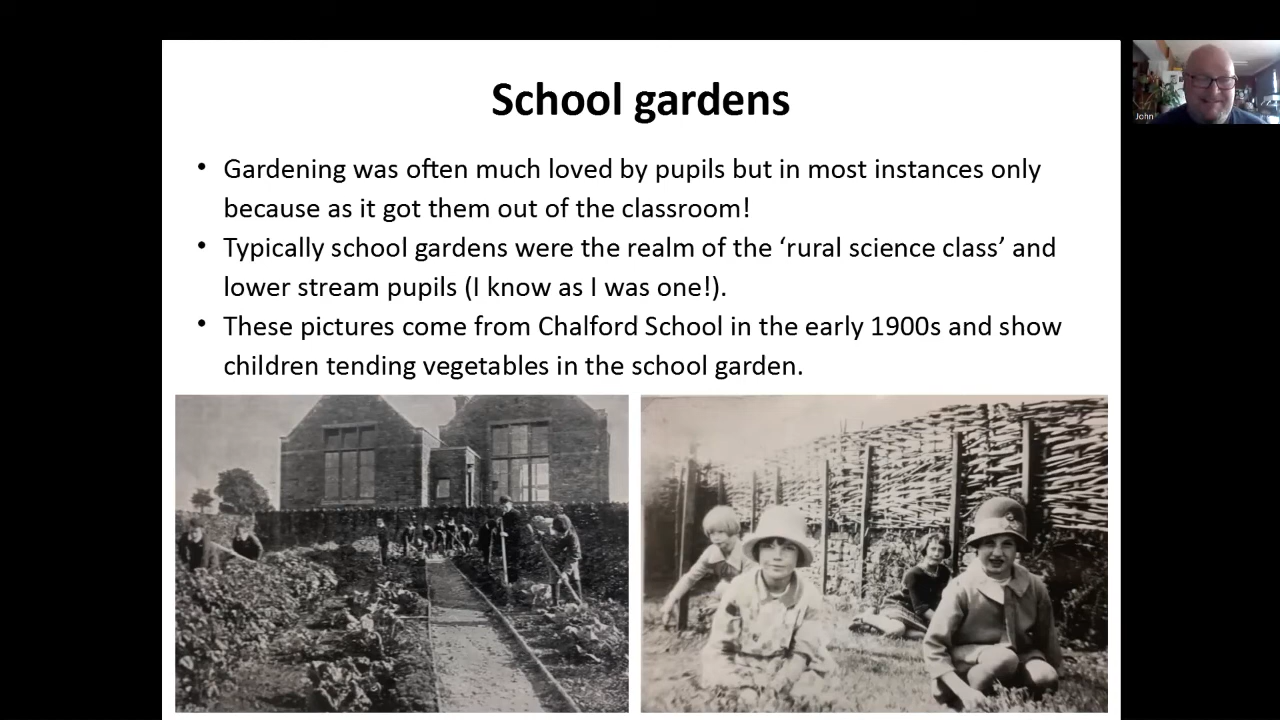 School gardens
• Gardening was often much loved by pupils but in most instances only
because as it got them out of the classroom!
• Typically school gardens were the realm of the ‘rural science class’ and
lower stream pupils (I know as I was one!).
• These pictures come from Chalford School in the early 1900s and show
children tending vegetables in the school garden.
John